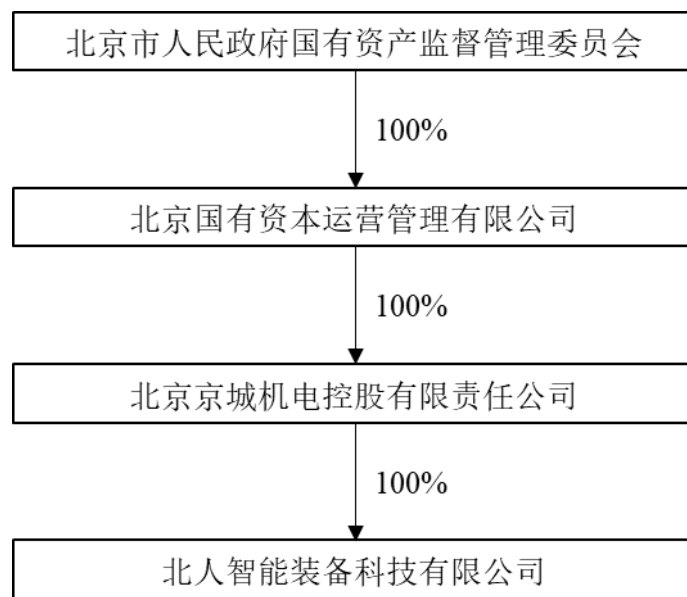 北京市人民政府国有资产监督管理委员会
100%
北京国有资本运营管理有限公司
100%
北京京城机电控股有限责任公司
100%
北人智能装备科技有限公司